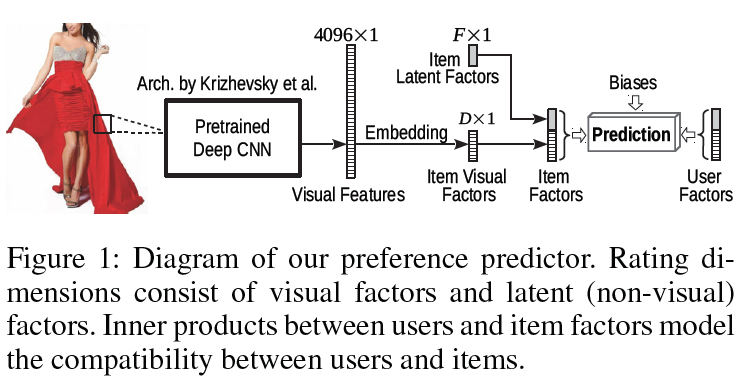 4096×1
F×1
Item
Latent Factors
Arch. by Krizhevsky et al.
Biases
Pretrained
Deep CNN
Embedding
D×1
Prediction
Visual Features
Item Visual
Factors
Item
Factors
User
Factors
Figure 1: Diagram of our preference predictor. Rating di-
mensions consist of visual factors and latent (non-visual)
factors. Inner products between users and item factors model
the compatibility between users and items.